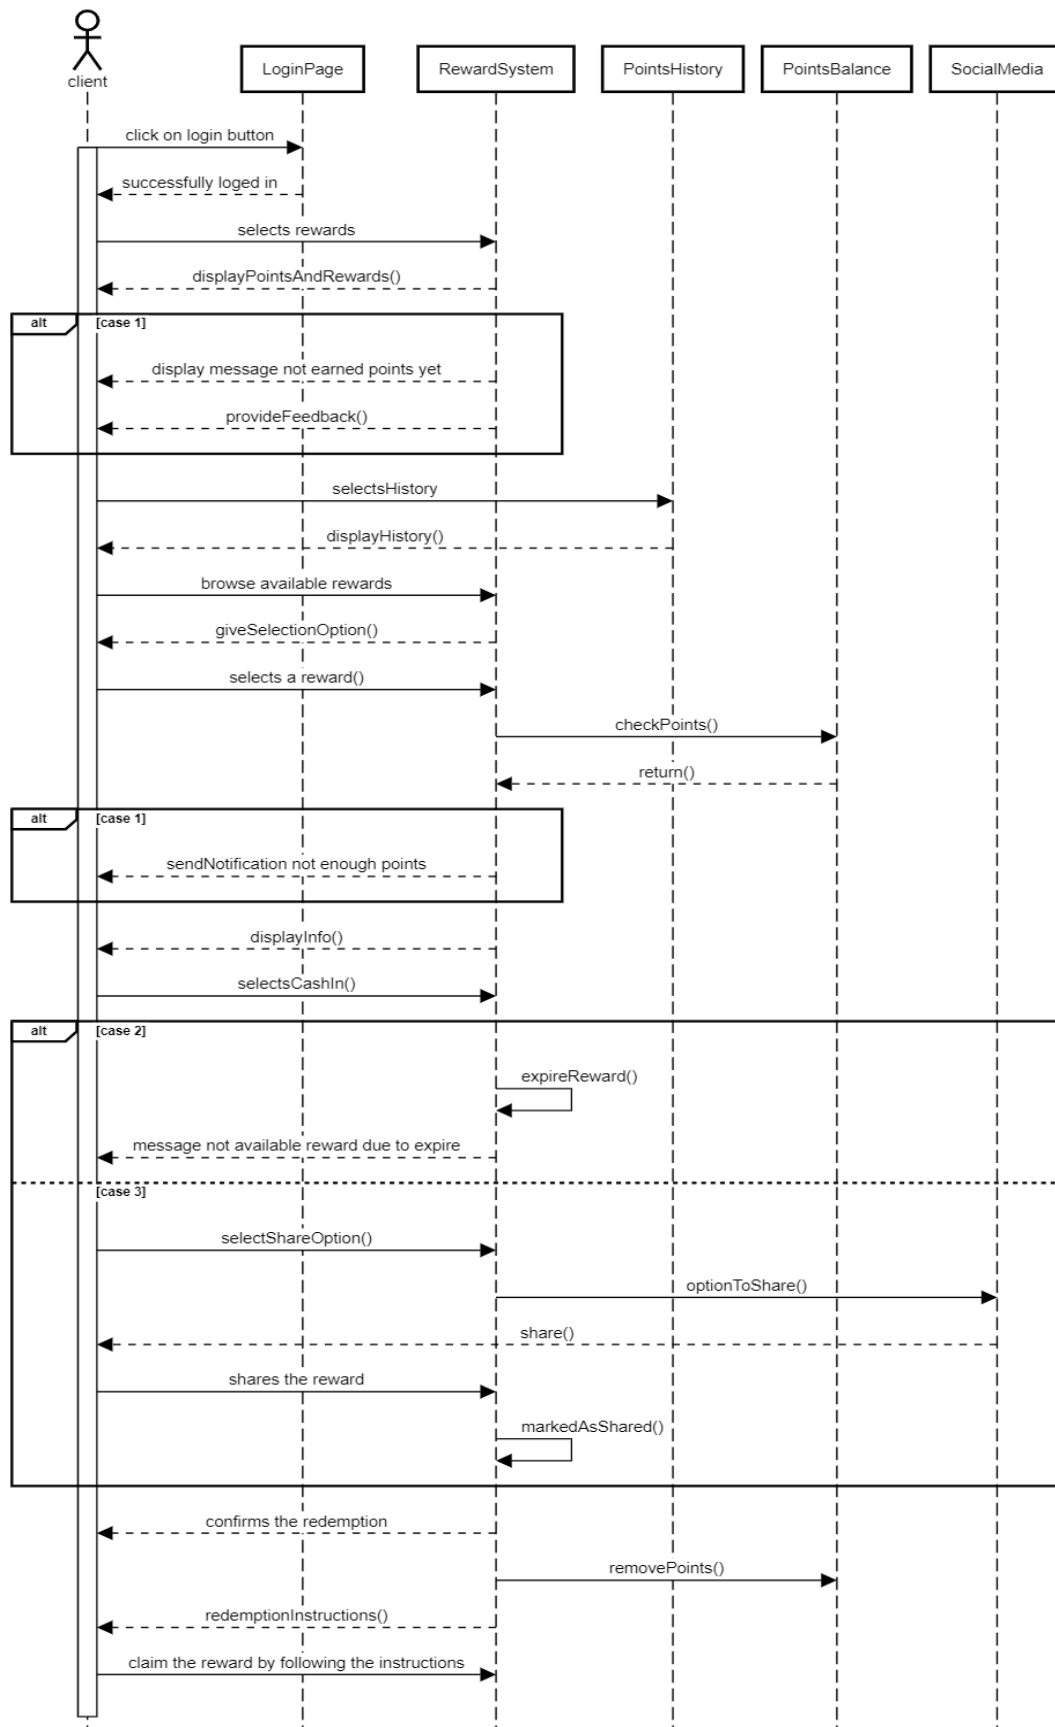 client
LoginPage
RewardSystem
PointsHistory
PointsBalance
SocialMedia
click on login button
successfully loged in
selects rewards
displayPointsAndRewards()
alt
[case 1]
display message not earned points yet
provideFeedback()
selectsHistory
displayHistory()
browse available rewards
giveSelectionOption()
selects a reward()
checkPoints()
return()
alt
[case 1]
sendNotification not enough points
displayInfo()
selectsCashIn()
alt
[case 2]
expireReward()
message not available reward due to expire
[case 3]
selectShareOption()
optionToShare()
share()
shares the reward
markedAsShared()
confirms the redemption
removePoints()
redemptionInstructions()
claim the reward by following the instructions